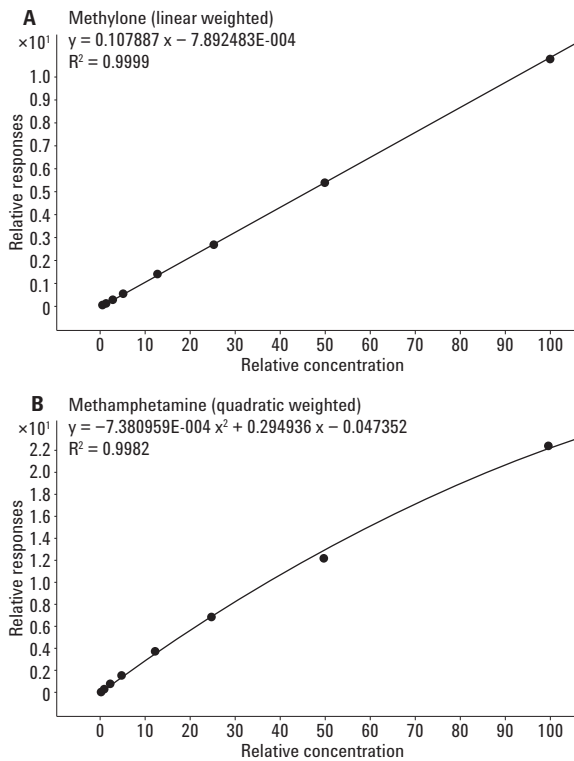 A Methylone (linear weighted)
×10¹ y = 0.107887 x – 7.892483E-004
R² = 0.9999
1.0
0.9
0.8
0.7
0.6
0.5
0.4
0.3
0.2
0.1
0
Relative responses
0 10 20 30 40 50 60 70 80 90 100
Relative concentration
B Methamphetamine (quadratic weighted)
×10¹ y = –7.380959E-004 x² + 0.294936 x – 0.047352
R² = 0.9982
2.2
2.0
1.8
1.6
1.4
1.2
1.0
0.8
0.6
0.4
0.2
0
Relative responses
0 10 20 30 40 50 60 70 80 90 100
Relative concentration